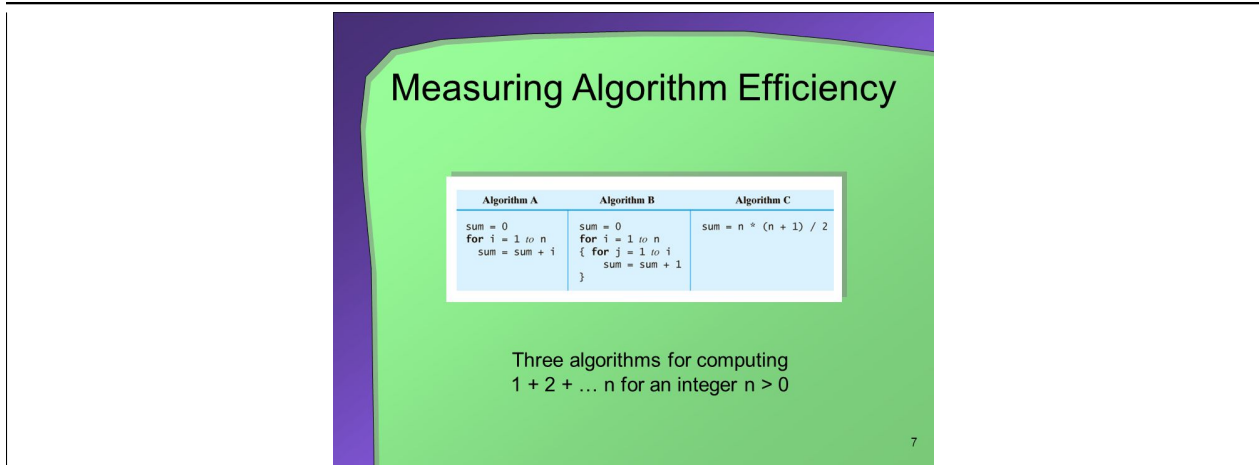 Measuring Algorithm Efficiency
Algorithm A
sum = 0
for i = 1 to n
sum = sum + i
Algorithm B
sum = 0
for i = 1 to n
{ for j = 1 to i
sum = sum + 1
}
Algorithm C
sum = n * (n + 1) / 2
Three algorithms for computing
1 + 2 + … n for an integer n > 0
7